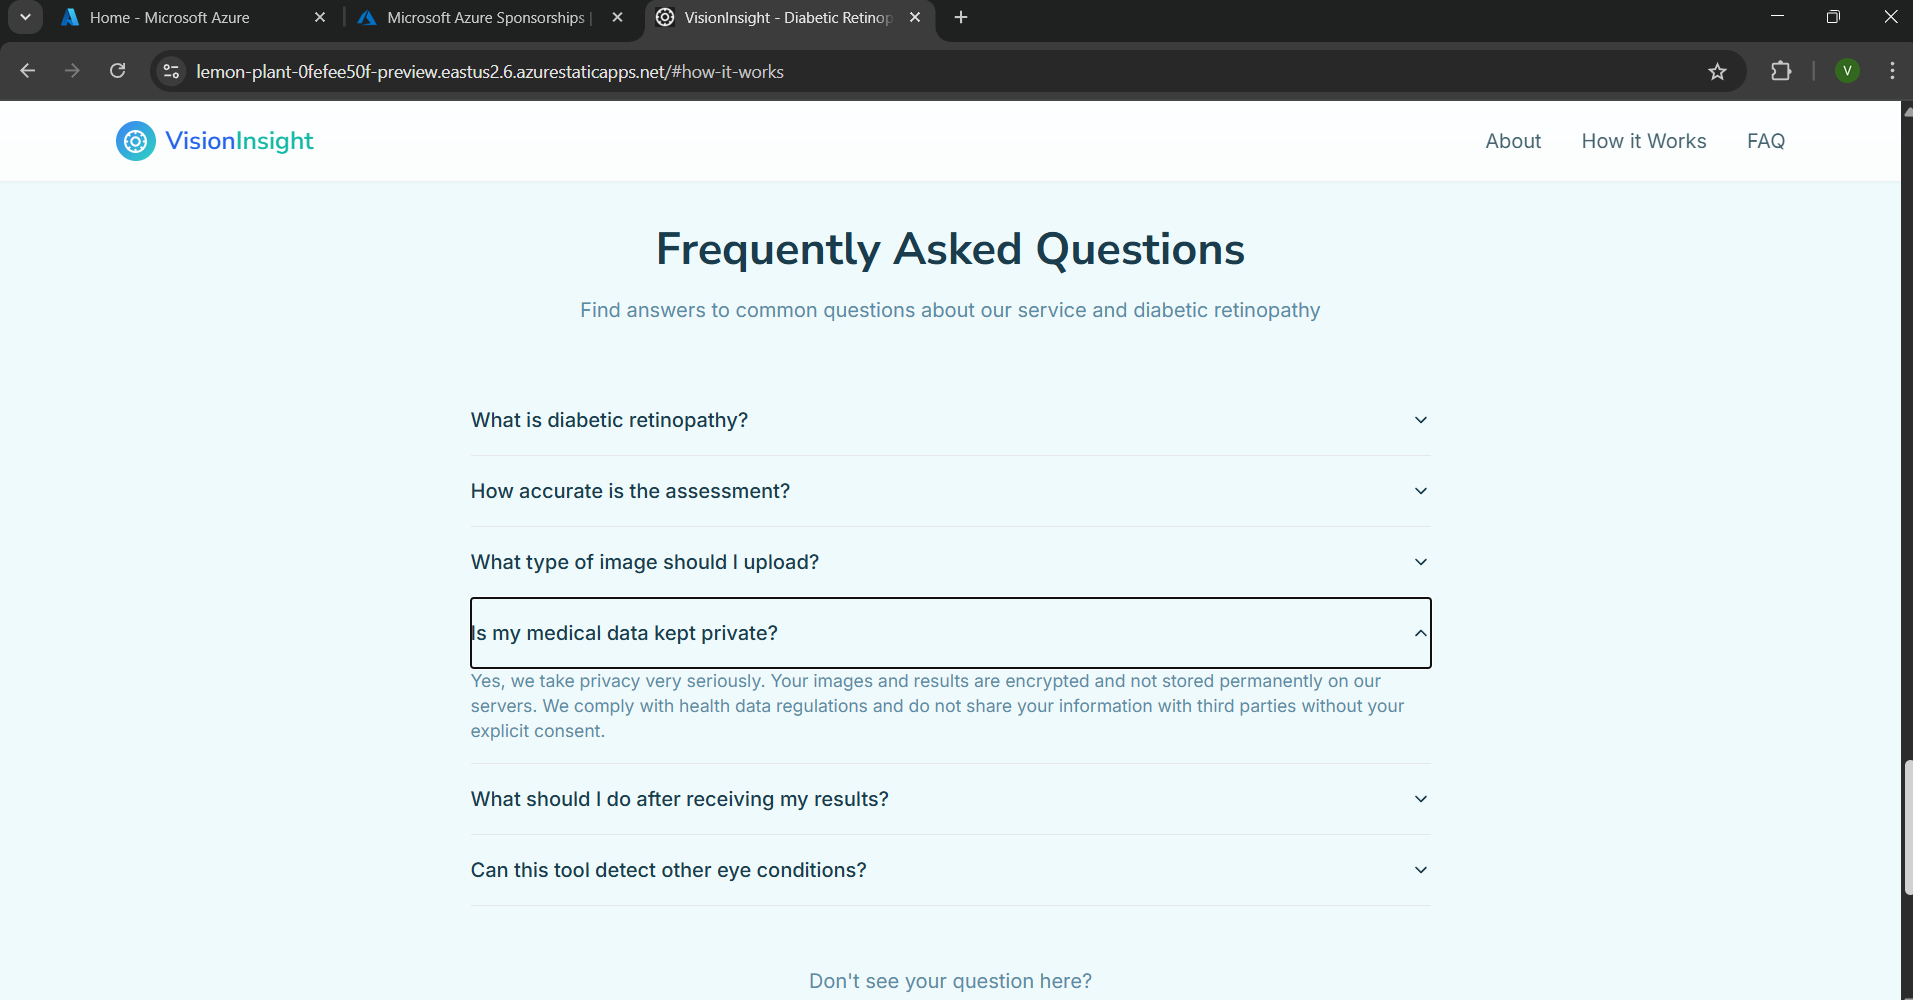 Home - Microsoft Azure
Microsoft Azure Sponsorships |
VisionInsight - Diabetic Retinop
lemon-plant-0fefee50f-preview.eastus2.6.azurestaticapps.net/#how-it-works
V
VisionInsight
About
How it Works
FAQ
Frequently Asked Questions
Find answers to common questions about our service and diabetic retinopathy
What is diabetic retinopathy?
How accurate is the assessment?
What type of image should I upload?
Is my medical data kept private?
Yes, we take privacy very seriously. Your images and results are encrypted and not stored permanently on our
servers. We comply with health data regulations and do not share your information with third parties without your
explicit consent.
What should I do after receiving my results?
Can this tool detect other eye conditions?
Don't see your question here?